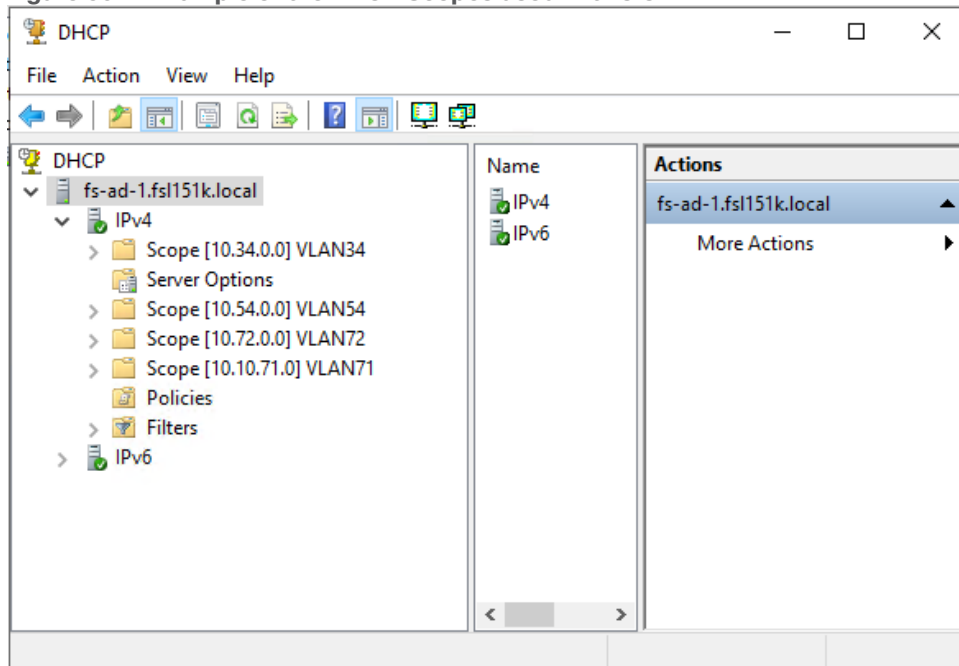 DHCP
File Action View Help
DHCP
fs-ad-1.fsl151k.local
IPv4
Scope [10.34.0.0] VLAN34
Server Options
Scope [10.54.0.0] VLAN54
Scope [10.72.0.0] VLAN72
Scope [10.10.71.0] VLAN71
Policies
Filters
IPv6
Name
IPv4
IPv6
Actions
fs-ad-1.fsl151k.local
More Actions